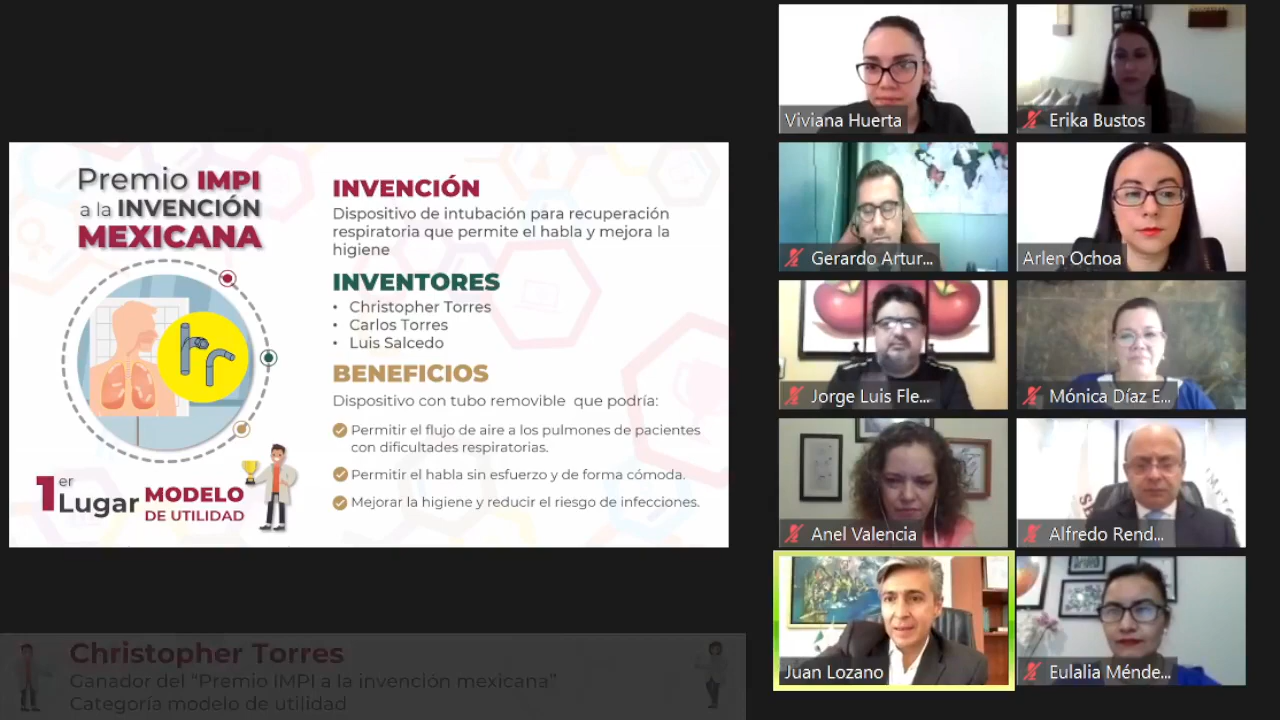 Premio IMPI
a la INVENCIÓN
MEXICANA
1er Lugar
MODELO
DE UTILIDAD
INVENCIÓN
Dispositivo de intubación para recuperación
respiratoria que permite el habla y mejora la
higiene
INVENTORES
• Christopher Torres
• Carlos Torres
• Luis Salcedo
BENEFICIOS
Dispositivo con tubo removible que podría:
Permitir el flujo de aire a los pulmones de pacientes
con dificultades respiratorias.
Permitir el habla sin esfuerzo y de forma cómoda.
Mejorar la higiene y reducir el riesgo de infecciones.
Christopher Torres
Ganador del “Premio IMPI a la invención mexicana”
Categoría modelo de utilidad
Viviana Huerta
Erika Bustos
Gerardo Artur...
Arlen Ochoa
Jorge Luis Fle...
Mónica Díaz E...
Anel Valencia
Alfredo Rend...
Juan Lozano
Eulalia Ménde...